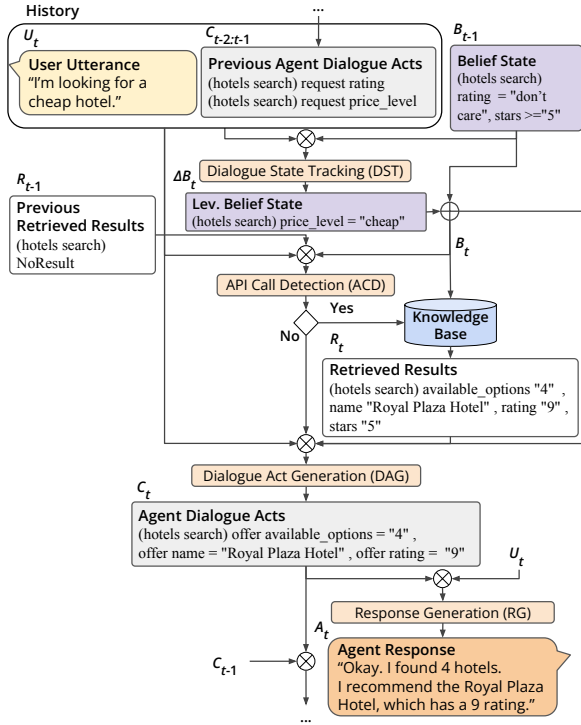 History
...
U_t
C_{t-2:t-1}
B_{t-1}
User Utterance
“I’m looking for a
cheap hotel.”
Previous Agent Dialogue Acts
(hotels search) request rating
(hotels search) request price_level
Belief State
(hotels search)
rating = "don’t
care", stars >="5"
Dialogue State Tracking (DST)
ΔB_t
R_{t-1}
Lev. Belief State
(hotels search) price_level = "cheap"
Previous
Retrieved Results
(hotels search)
NoResult
B_t
API Call Detection (ACD)
Yes
No
Knowledge
Base
R_t
Retrieved Results
(hotels search) available_options "4" ,
name "Royal Plaza Hotel" , rating "9" ,
stars "5"
Dialogue Act Generation (DAG)
C_t
Agent Dialogue Acts
(hotels search) offer available_options = "4" ,
offer name = "Royal Plaza Hotel" , offer rating = "9"
U_t
Response Generation (RG)
A_t
Agent Response
“Okay. I found 4 hotels.
I recommend the Royal Plaza
Hotel, which has a 9 rating.”
C_{t-1}
...